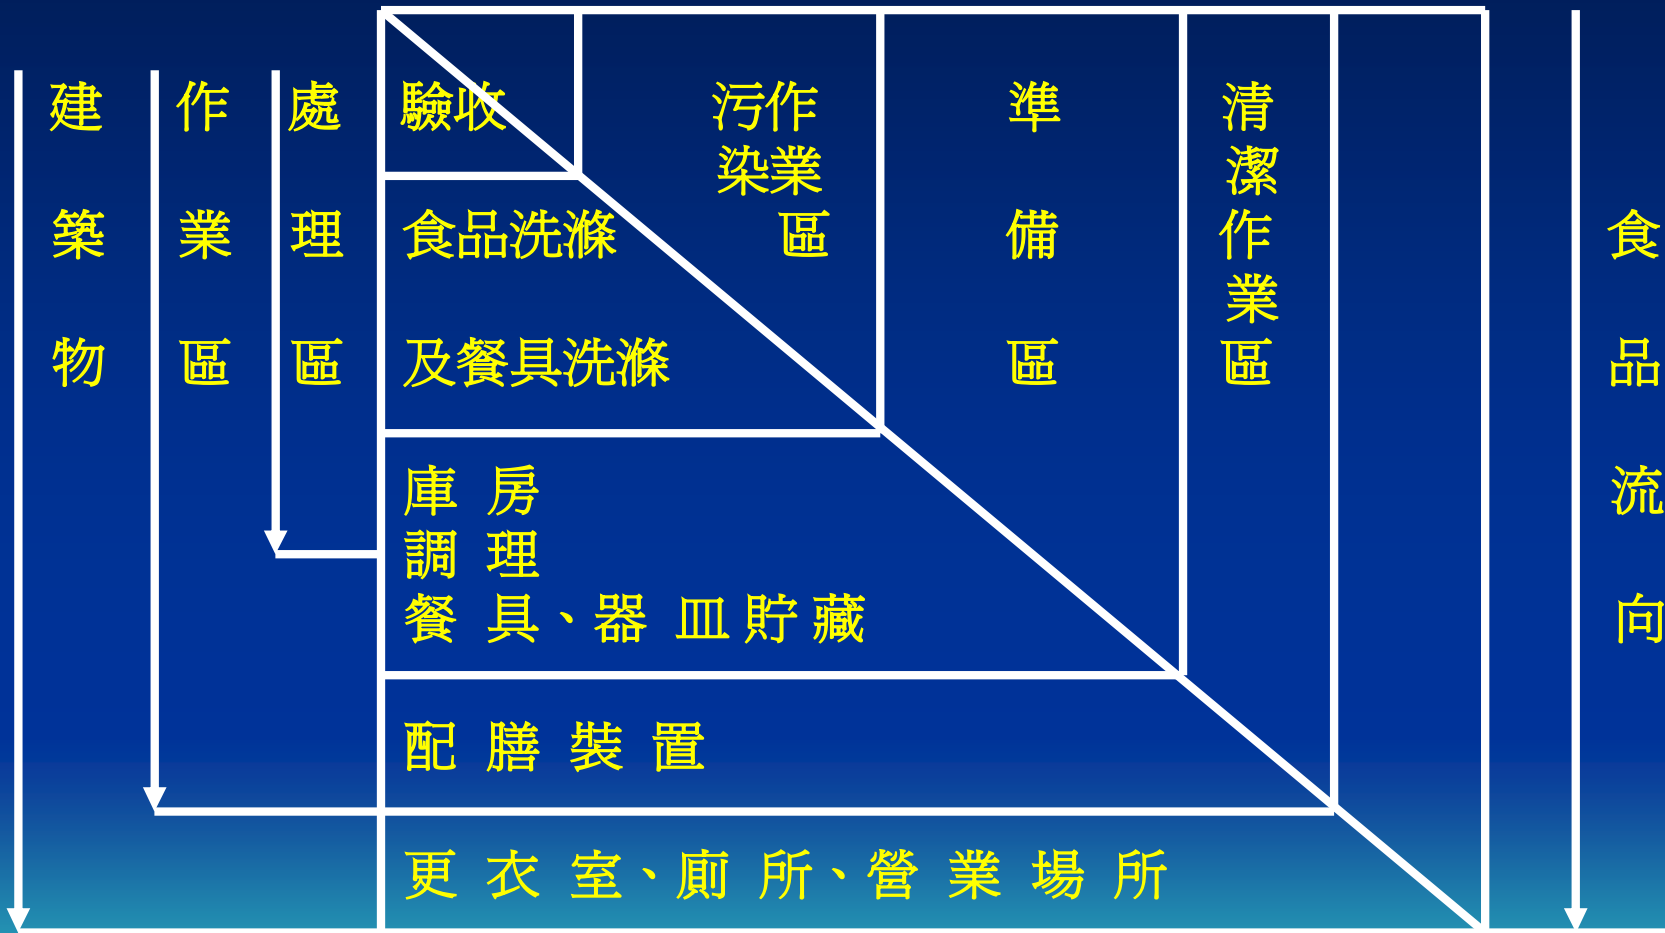 建築物
作業區
處理區
驗收
食品洗滌
及餐具洗滌
庫 房
調 理
餐 具、器 皿 貯 藏
配 膳 裝 置
更 衣 室、廁 所、營 業 場 所
污染
作業區
準備區
清潔作業區
食品流向